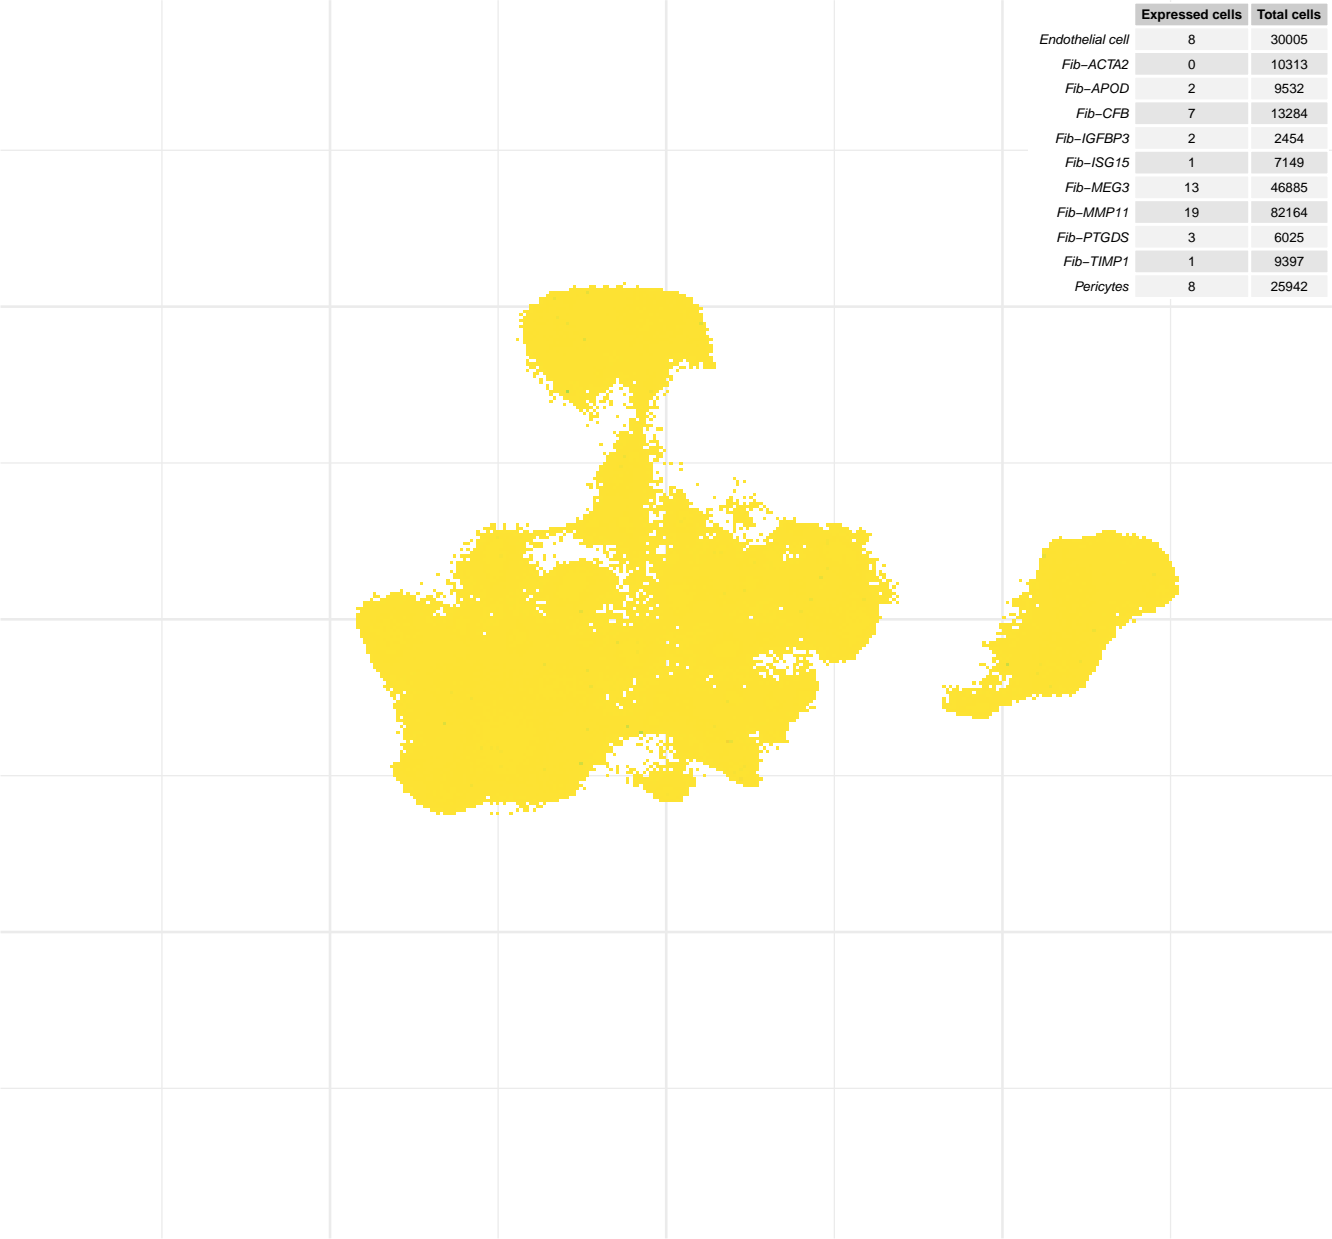 Expressed cells Total cells
Endothelial cell 8 30005
Fib−ACTA2 0 10313
Fib−APOD 2 9532
Fib−CFB 7 13284
Fib−IGFBP3 2 2454
Fib−ISG15 1 7149
Fib−MEG3 13 46885
Fib−MMP11 19 82164
Fib−PTGDS 3 6025
Fib−TIMP1 1 9397
Pericytes 8 25942